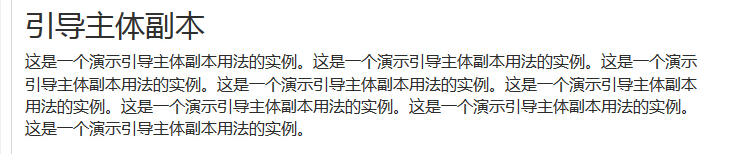 引导主体副本
这是一个演示引导主体副本用法的实例。这是一个演示引导主体副本用法的实例。这是一个演示
引导主体副本用法的实例。这是一个演示引导主体副本用法的实例。这是一个演示引导主体副本
用法的实例。这是一个演示引导主体副本用法的实例。这是一个演示引导主体副本用法的实例。
这是一个演示引导主体副本用法的实例。